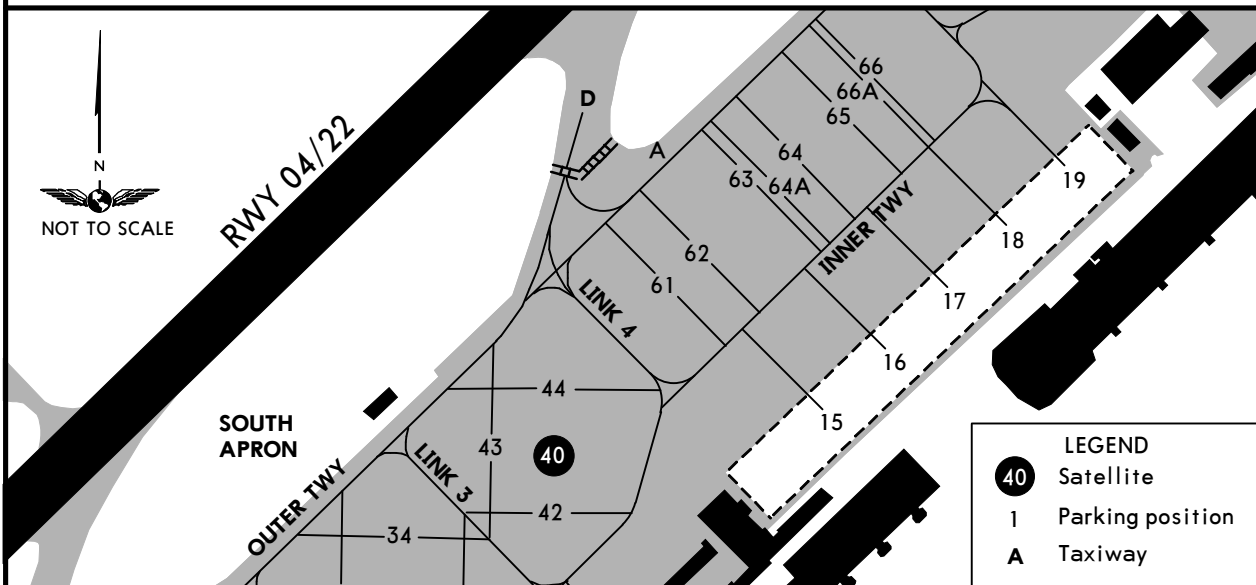 66
66A
65
D
A
64
63
64A
19
RWY 04/22
N
NOT TO SCALE
18
INNER TWY
62
61
17
LINK 4
16
44
15
SOUTH
APRON
43
40
LINK 3
OUTER TWY
42
34
LEGEND
40 Satellite
1 Parking position
A Taxiway